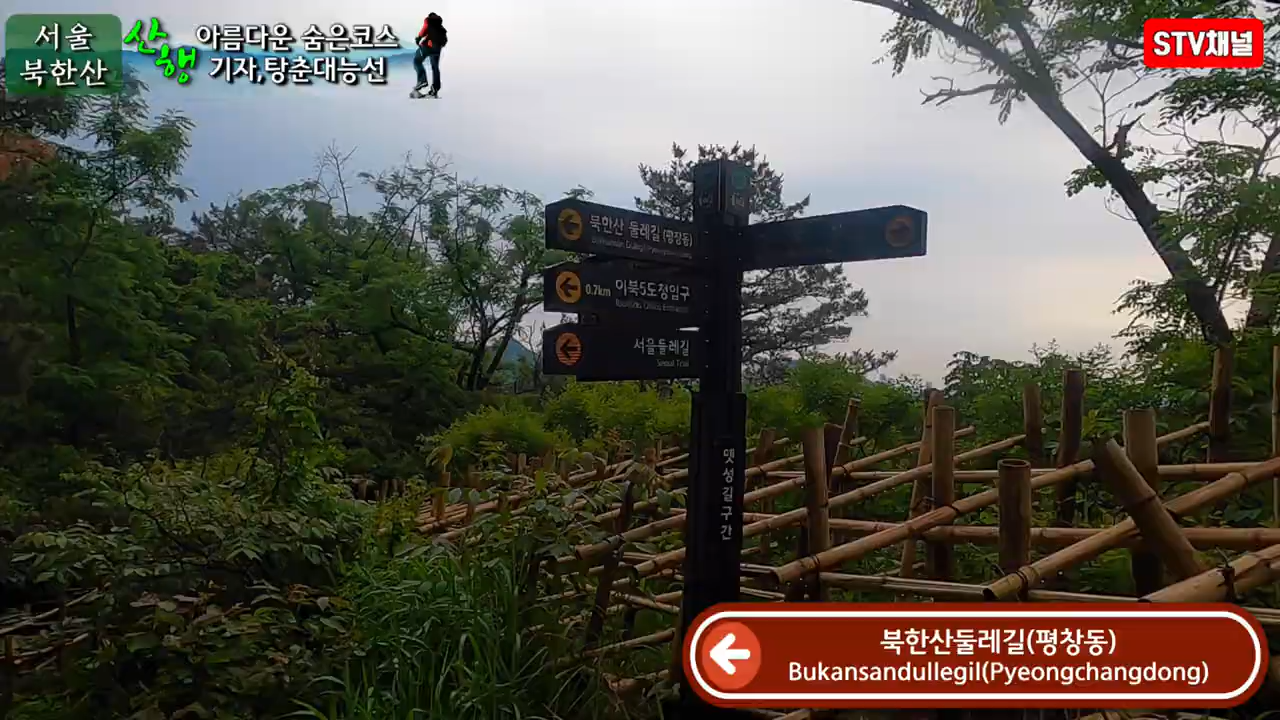 서울
북한산
산행
아름다운 숨은코스
기자,탕춘대능선
STV채널
북한산 둘레길 (평창동)
0.7km 이북5도청입구
서울둘레길
Seoul Trail
옛성길구간
북한산둘레길(평창동)
Bukansandullegil(Pyeongchangdong)